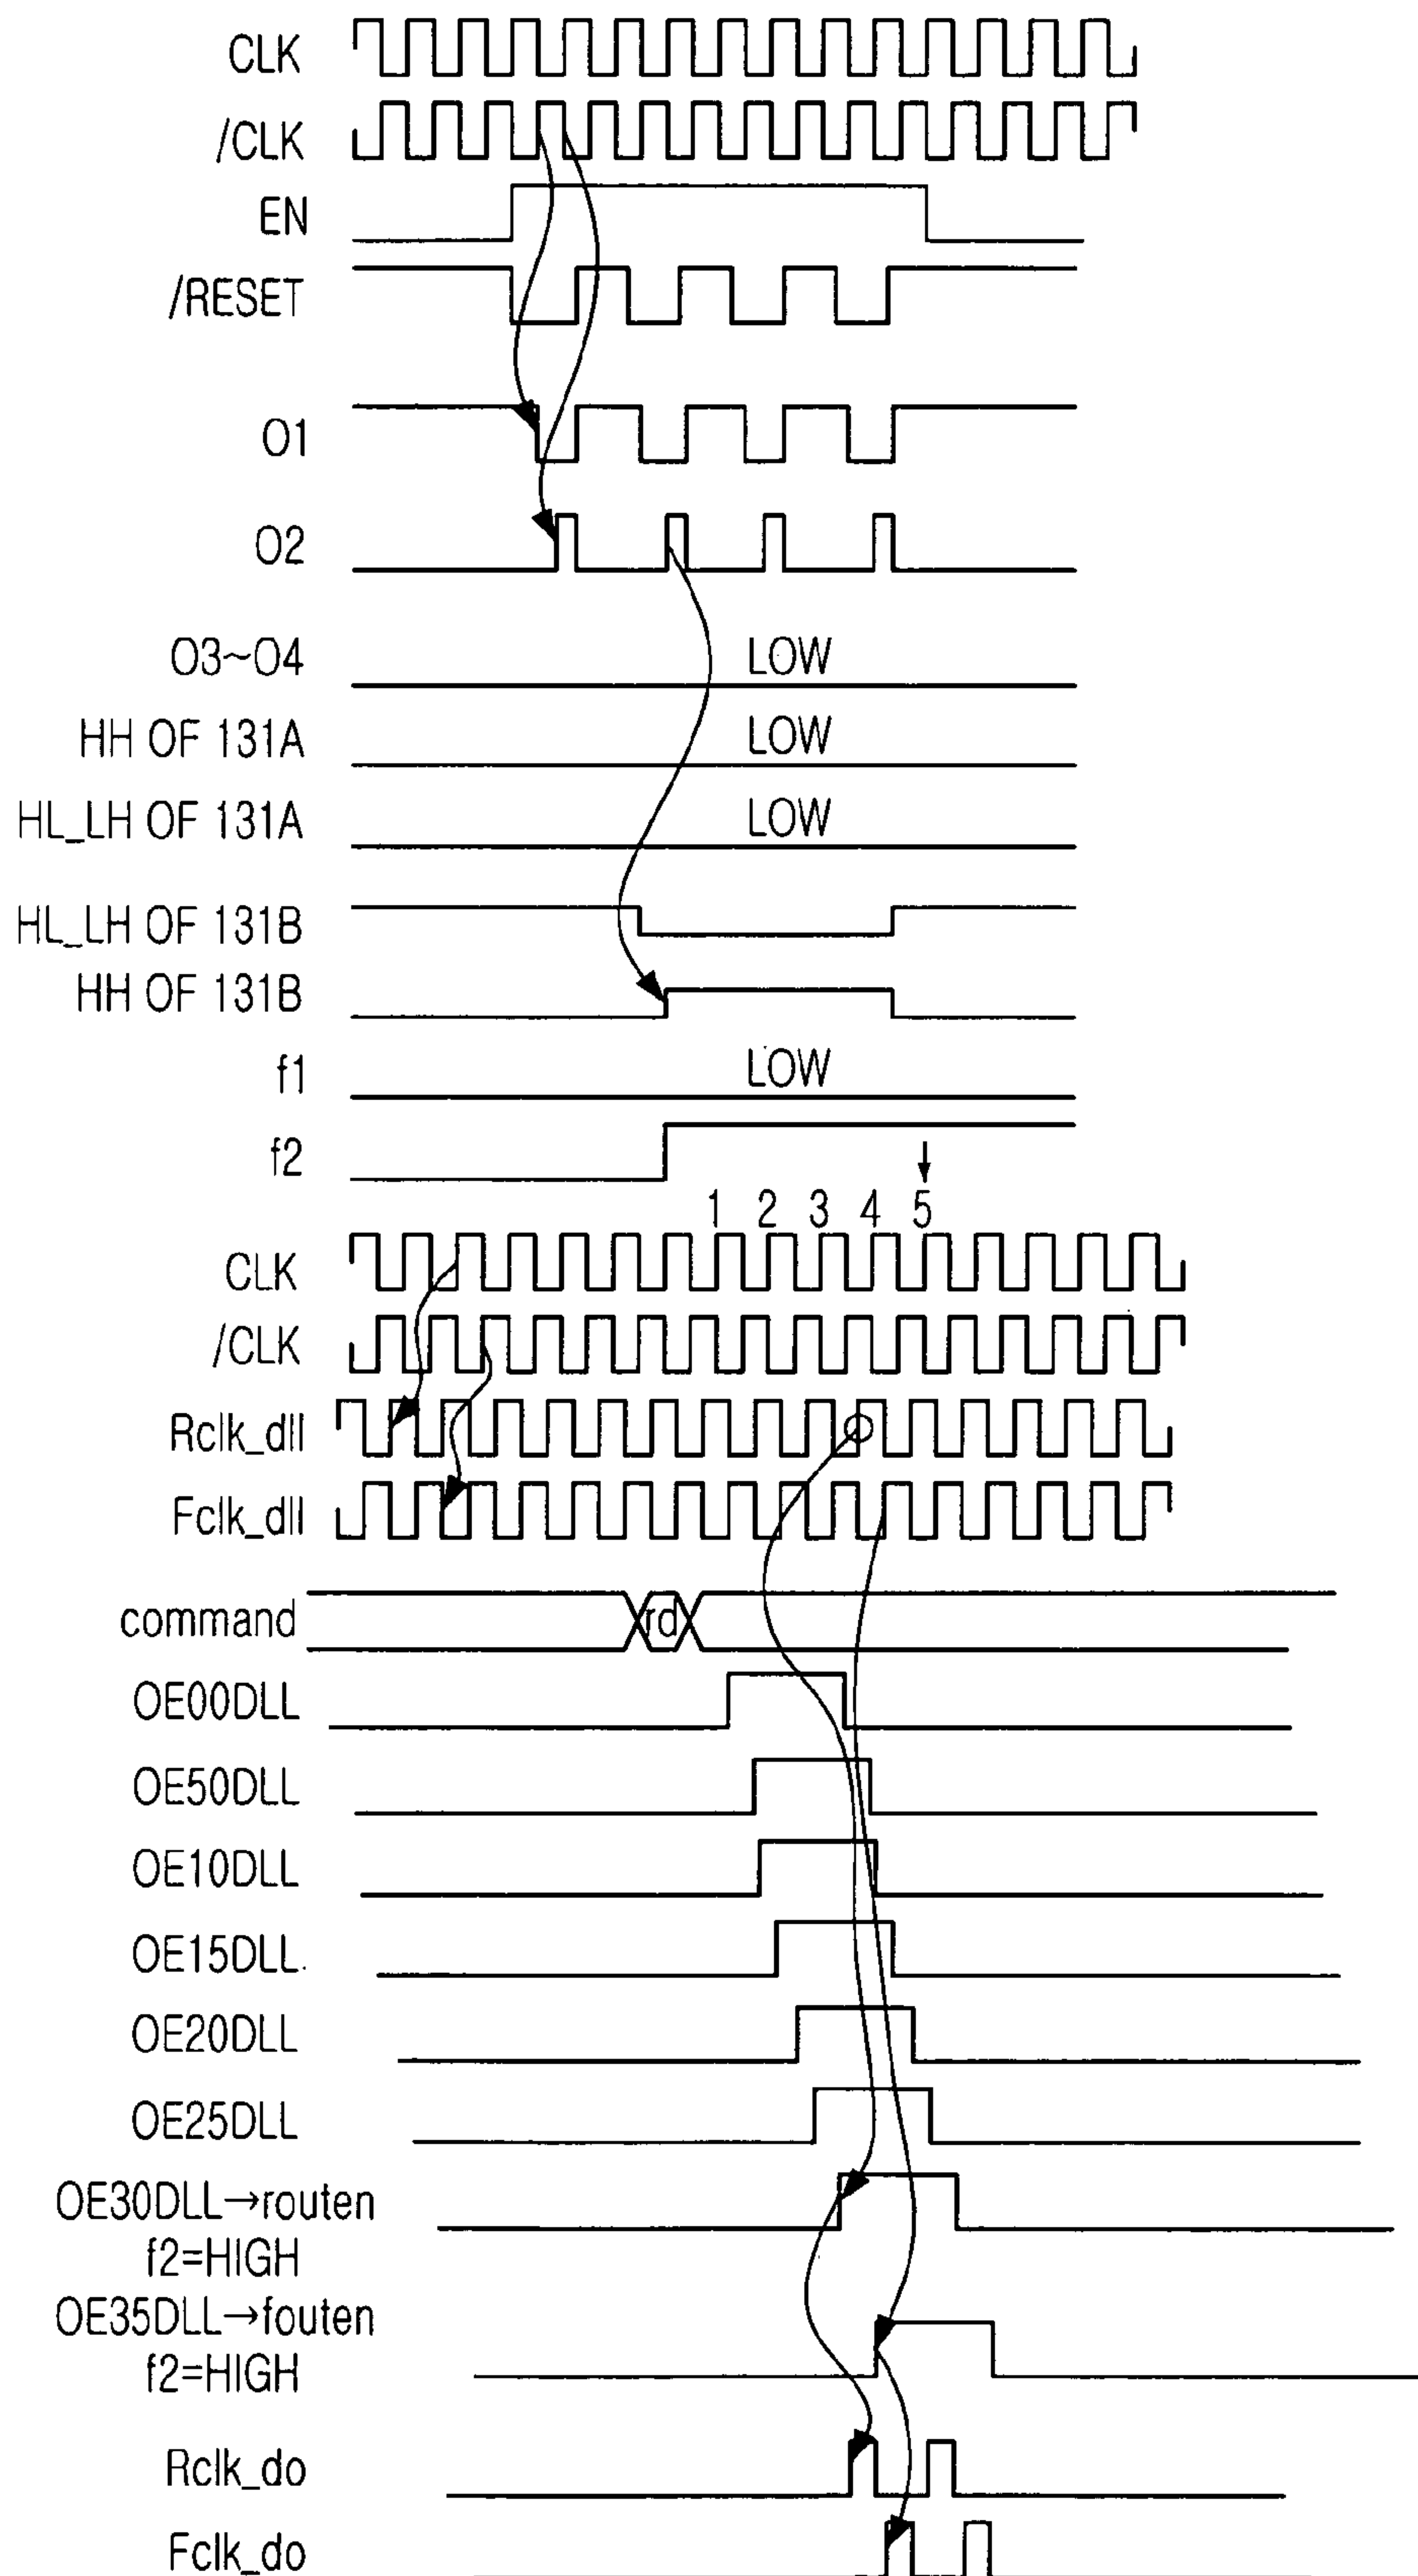 CLK
/CLK
EN
/RESET
O1
O2
O3~O4 LOW
HH OF 131A LOW
HL_LH OF 131A LOW
HL_LH OF 131B
HH OF 131B
f1 LOW
f2
1 2 3 4 5
CLK
/CLK
Rclk_dll
Fclk_dll
command rd
OE00DLL
OE50DLL
OE10DLL
OE15DLL.
OE20DLL
OE25DLL
OE30DLL→routen
f2=HIGH
OE35DLL→fouten
f2=HIGH
Rclk_do
Fclk_do